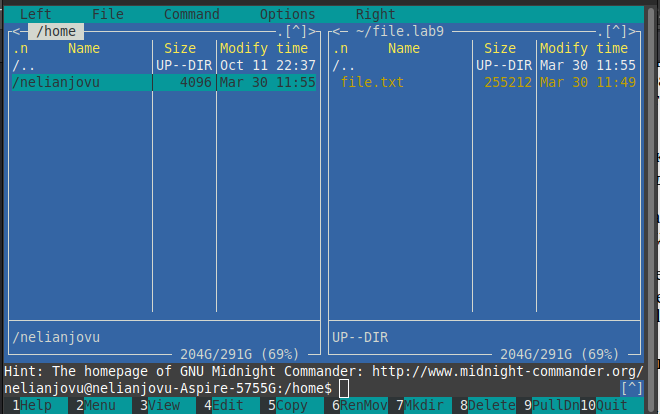 Left File Command Options Right
<─ /home .[^]> <─ ~/file.lab9 .[^]>
.n Name Size Modify time .n Name Size Modify time
/.. UP--DIR Oct 11 22:37 /.. UP--DIR Mar 30 11:55
/nelianjovu 4096 Mar 30 11:55 file.txt 255212 Mar 30 11:49
/nelianjovu UP--DIR
204G/291G (69%) 204G/291G (69%)
Hint: The homepage of GNU Midnight Commander: http://www.midnight-commander.org/
nelianjovu@nelianjovu-Aspire-5755G:/home$ [^]
1Help 2Menu 3View 4Edit 5Copy 6RenMov 7Mkdir 8Delete 9PullDn 10Quit